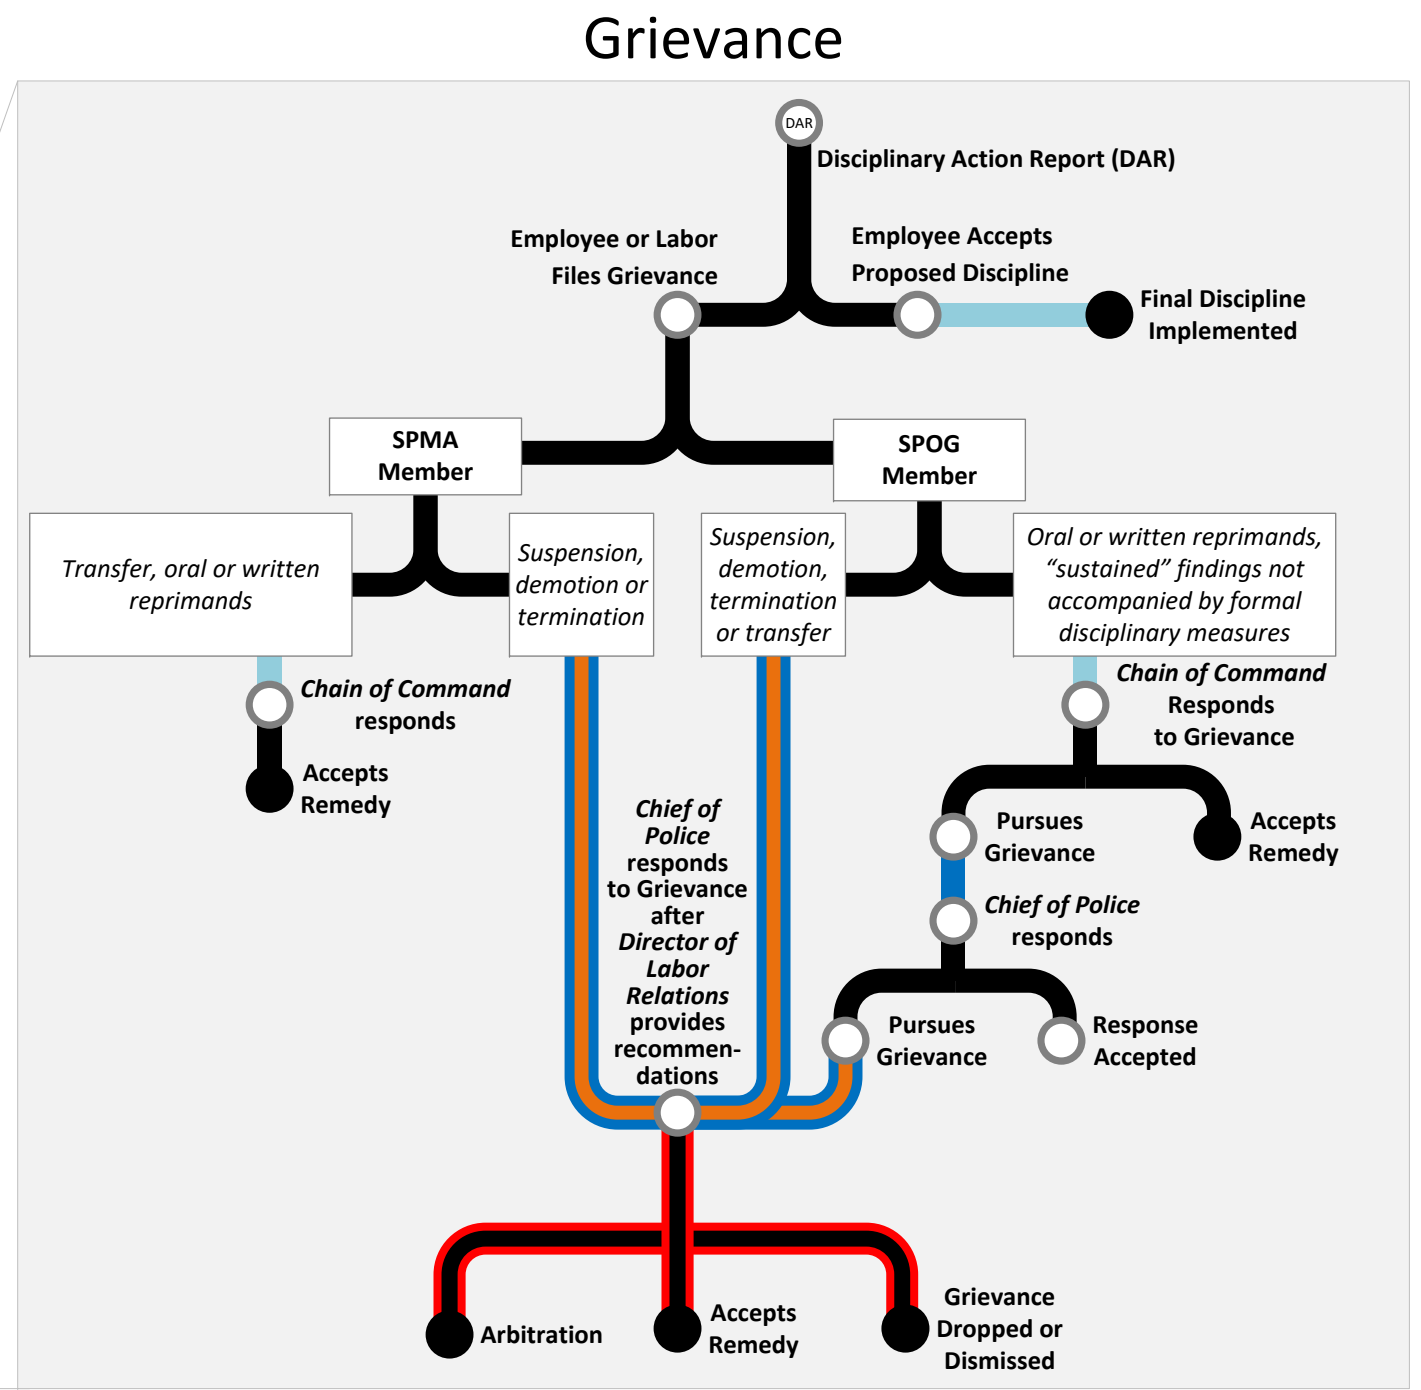 Grievance
DAR
Disciplinary Action Report (DAR)
Employee or Labor
Files Grievance
Employee Accepts
Proposed Discipline
Final Discipline
Implemented
SPMA
Member
SPOG
Member
Transfer, oral or written
reprimands
Suspension,
demotion or
termination
Suspension,
demotion,
termination
or transfer
Oral or written reprimands,
“sustained” findings not
accompanied by formal
disciplinary measures
Chain of Command
responds
Accepts
Remedy
Chain of Command
Responds
to Grievance
Pursues
Grievance
Accepts
Remedy
Chief of
Police
responds
to Grievance
after
Director of
Labor
Relations
provides
recommen-
dations
Chief of Police
responds
Pursues
Grievance
Response
Accepted
Arbitration
Accepts
Remedy
Grievance
Dropped or
Dismissed